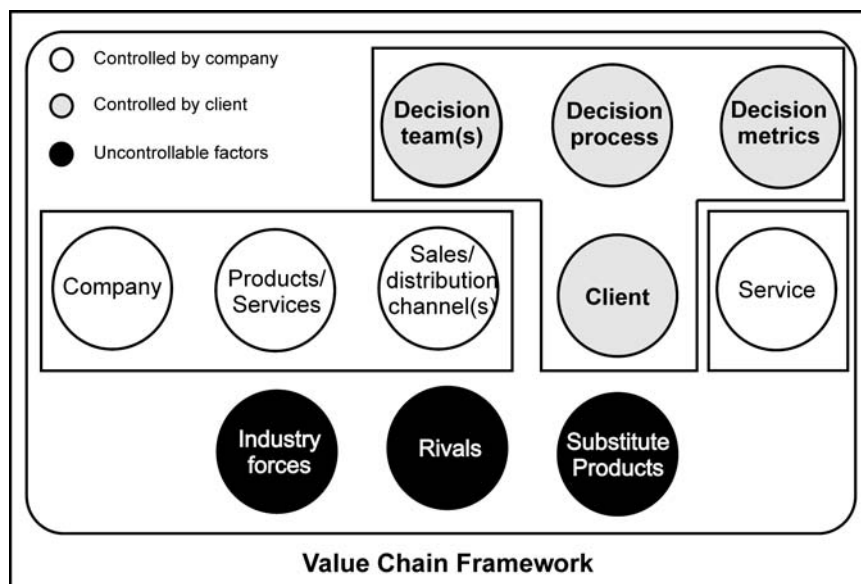 Controlled by company
Controlled by client
Uncontrollable factors
Decision
team(s)
Decision
process
Decision
metrics
Company
Products/
Services
Sales/
distribution
channel(s)
Client
Service
Industry
forces
Rivals
Substitute
Products
Value Chain Framework